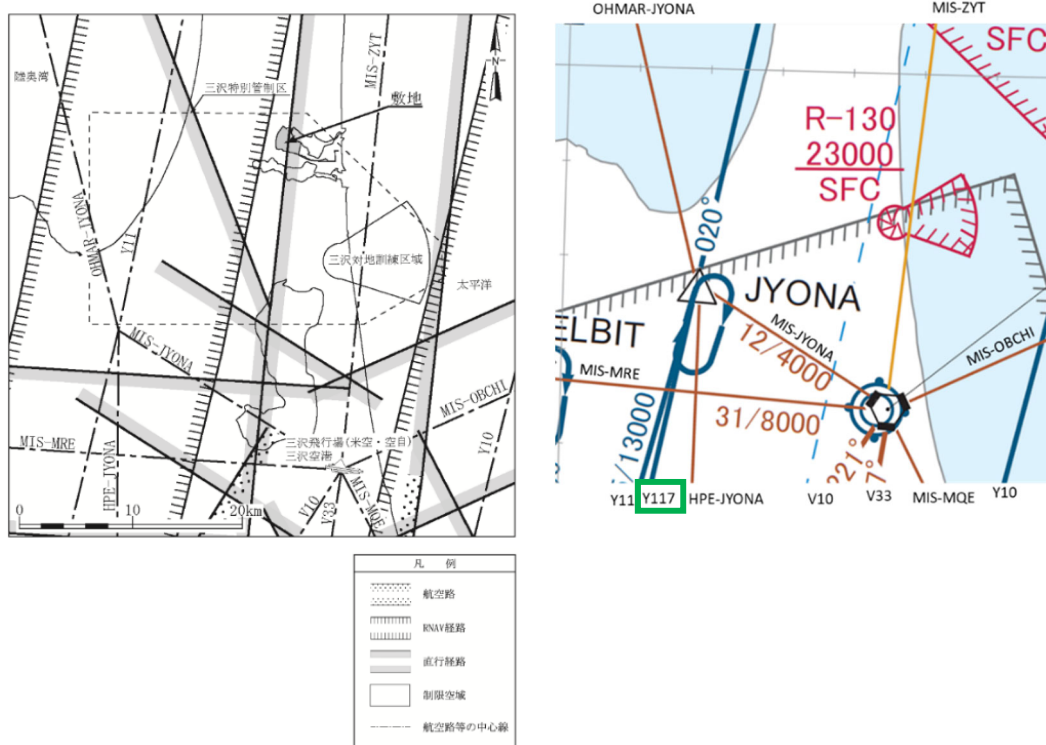 MIS-ZYT
N
陸奥湾
三沢特別管制区
敷地
OHMAR-JYONA
Y11
三沢対地訓練区域
太平洋
MIS-JYONA
MIS-OBCHI
MIS-MRE
HPE-JYONA
三沢飛行場(米空・空自)
三沢空港
Y10
V10
V33
MIS-MQE
0
10
20km
凡 例
航空路
RNAV経路
直行経路
制限空域
航空路等の中心線
OHMAR-JYONA
MIS-ZYT
SFC
R-130
23000
SFC
020°
JYONA
ELBIT
MIS-JYONA
12/4000
MIS-OBCHI
MIS-MRE
31/8000
/13000
221°
7°
Y11
Y117
HPE-JYONA
V10
V33
MIS-MQE
Y10